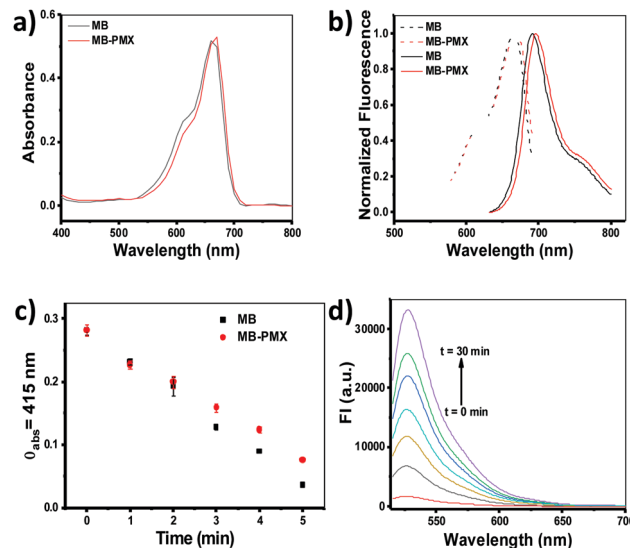 a)
MB
MB-PMX
Absorbance
0.6
0.4
0.2
0.0
400 500 600 700 800
Wavelength (nm)
b)
MB
MB-PMX
MB
MB-PMX
Normalized Fluorescence
1.0
0.8
0.6
0.4
0.2
0.0
500 600 700 800
Wavelength (nm)
c)
MB
MB-PMX
θabs= 415 nm
0.3
0.2
0.1
0.0
0 1 2 3 4 5
Time (min)
d)
t = 30 min
t = 0 min
FI (a.u.)
30000
20000
10000
0
550 600 650 700
Wavelength (nm)